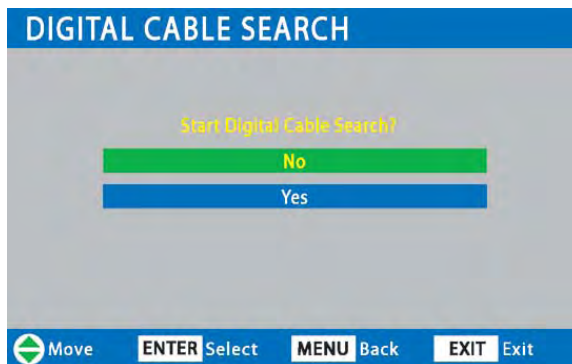 DIGITAL CABLE SEARCH
Start Digital Cable Search?
No
Yes
Move ENTER Select MENU Back EXIT Exit